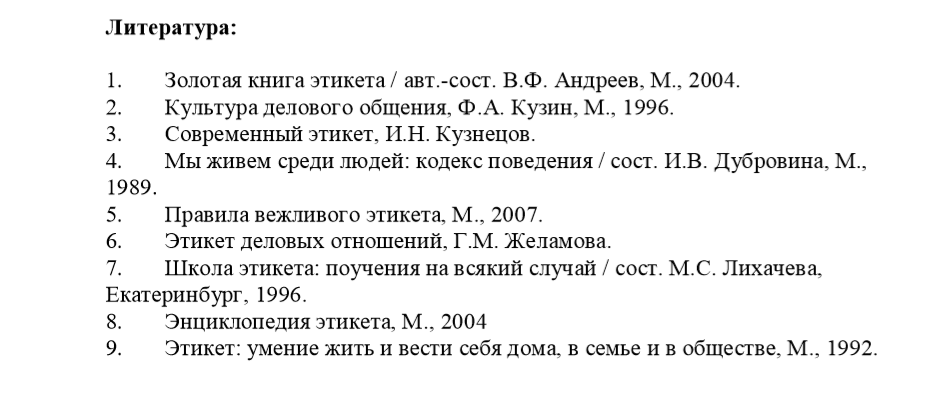 Литература:
1. Золотая книга этикета / авт.-сост. В.Ф. Андреев, М., 2004.
2. Культура делового общения, Ф.А. Кузин, М., 1996.
3. Современный этикет, И.Н. Кузнецов.
4. Мы живем среди людей: кодекс поведения / сост. И.В. Дубровина, М.,
1989.
5. Правила вежливого этикета, М., 2007.
6. Этикет деловых отношений, Г.М. Желамова.
7. Школа этикета: поучения на всякий случай / сост. М.С. Лихачева,
Екатеринбург, 1996.
8. Энциклопедия этикета, М., 2004
9. Этикет: умение жить и вести себя дома, в семье и в обществе, М., 1992.